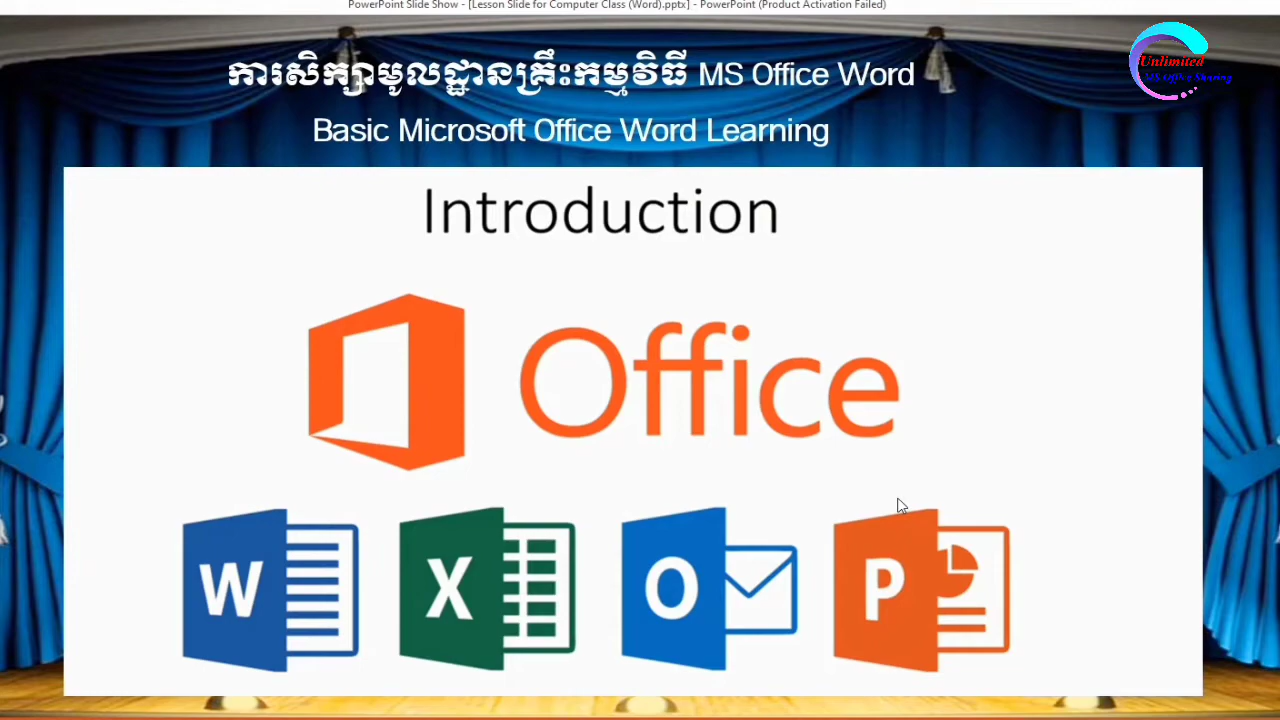 PowerPoint Slide Show - [Lesson Slide for Computer Class (Word).pptx] - PowerPoint (Product Activation Failed)
ការសិក្សាមូលដ្ឋានគ្រឹះកម្មវិធី MS Office Word
Unlimited
MS Office Sharing
Basic Microsoft Office Word Learning
Introduction
Office
W X O P